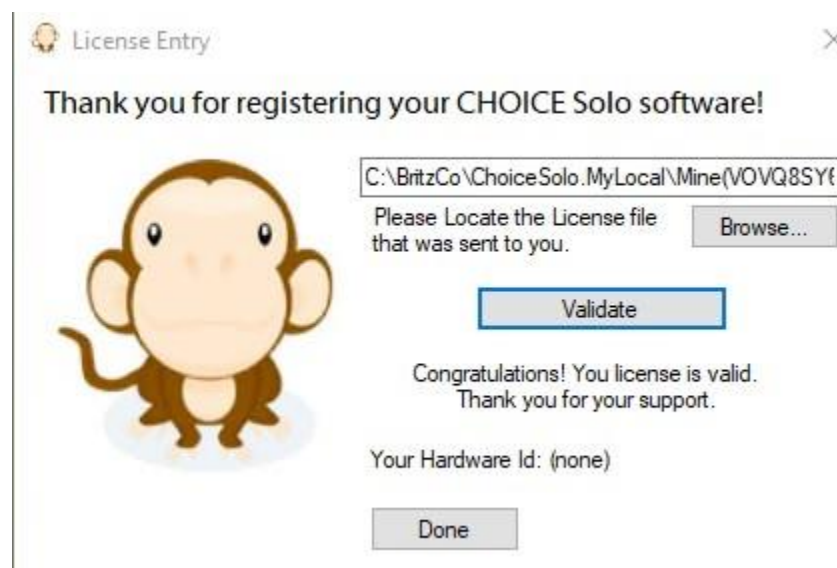 License Entry
Thank you for registering your CHOICE Solo software!
C:\BritzCo\ChoiceSolo.MyLocal\Mine(VOVQ8SY6
Please Locate the License file
that was sent to you.
Browse...
Validate
Congratulations! You license is valid.
Thank you for your support.
Your Hardware Id: (none)
Done